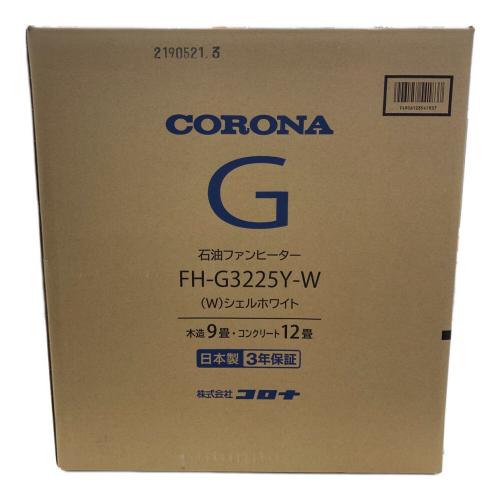 2190521.3
CORONA
G
石油ファンヒーター
FH-G3225Y-W
(W)シェルホワイト
木造9畳・コンクリート12畳
日本製 3年保証
株式会社 コロナ